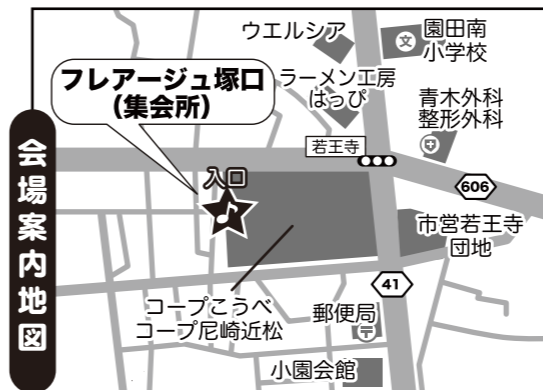 会場案内地図
フレアージュ塚口
(集会所)
入口
ウエルシア
園田南
小学校
文
ラーメン工房
はっぴ
青木外科
整形外科
若王寺
606
市営若王寺
団地
41
コープこうべ
コープ尼崎近松
郵便局
〒
小園会館